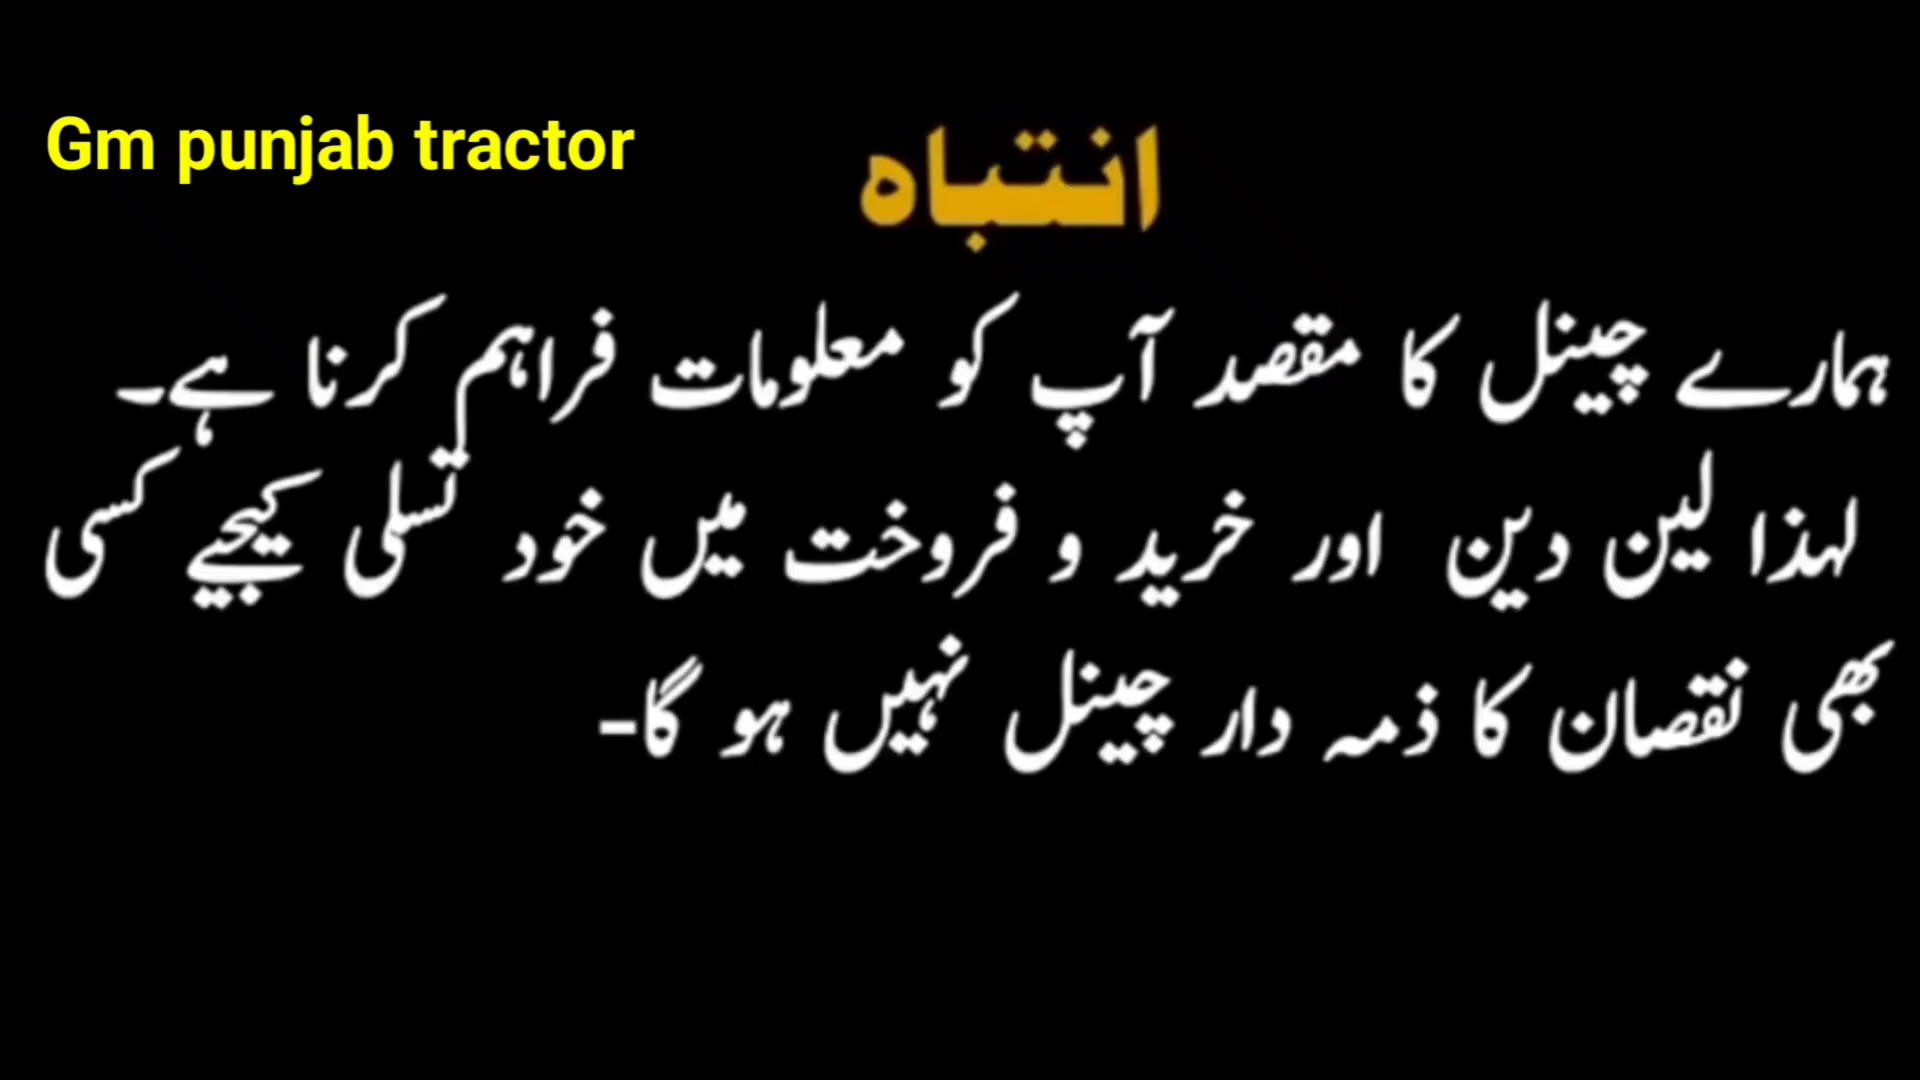 Gm punjab tractor
انتباہ
ہمارے چینل کا مقصد آپ کو معلومات فراہم کرنا ہے۔
لہذا لین دین اور خرید و فروخت میں خود تسلی کیجیے کسی
بھی نقصان کا ذمہ دار چینل نہیں ہو گا-